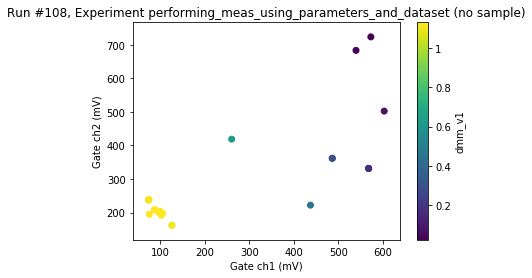 Run #108, Experiment performing_meas_using_parameters_and_dataset (no sample)
700
600
500
400
300
200
Gate ch2 (mV)
100 200 300 400 500 600
Gate ch1 (mV)
1
0.8
0.6
0.4
0.2
dmm_v1